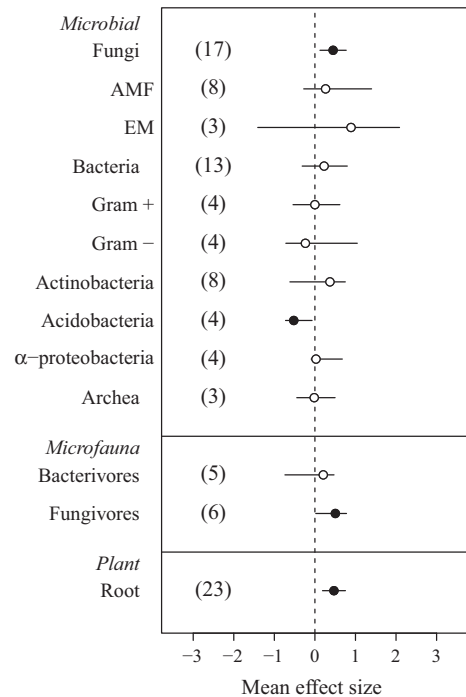 Microbial
Fungi (17)
AMF (8)
EM (3)
Bacteria (13)
Gram + (4)
Gram − (4)
Actinobacteria (8)
Acidobacteria (4)
α−proteobacteria (4)
Archea (3)
Microfauna
Bacterivores (5)
Fungivores (6)
Plant
Root (23)
−3 −2 −1 0 1 2 3
Mean effect size